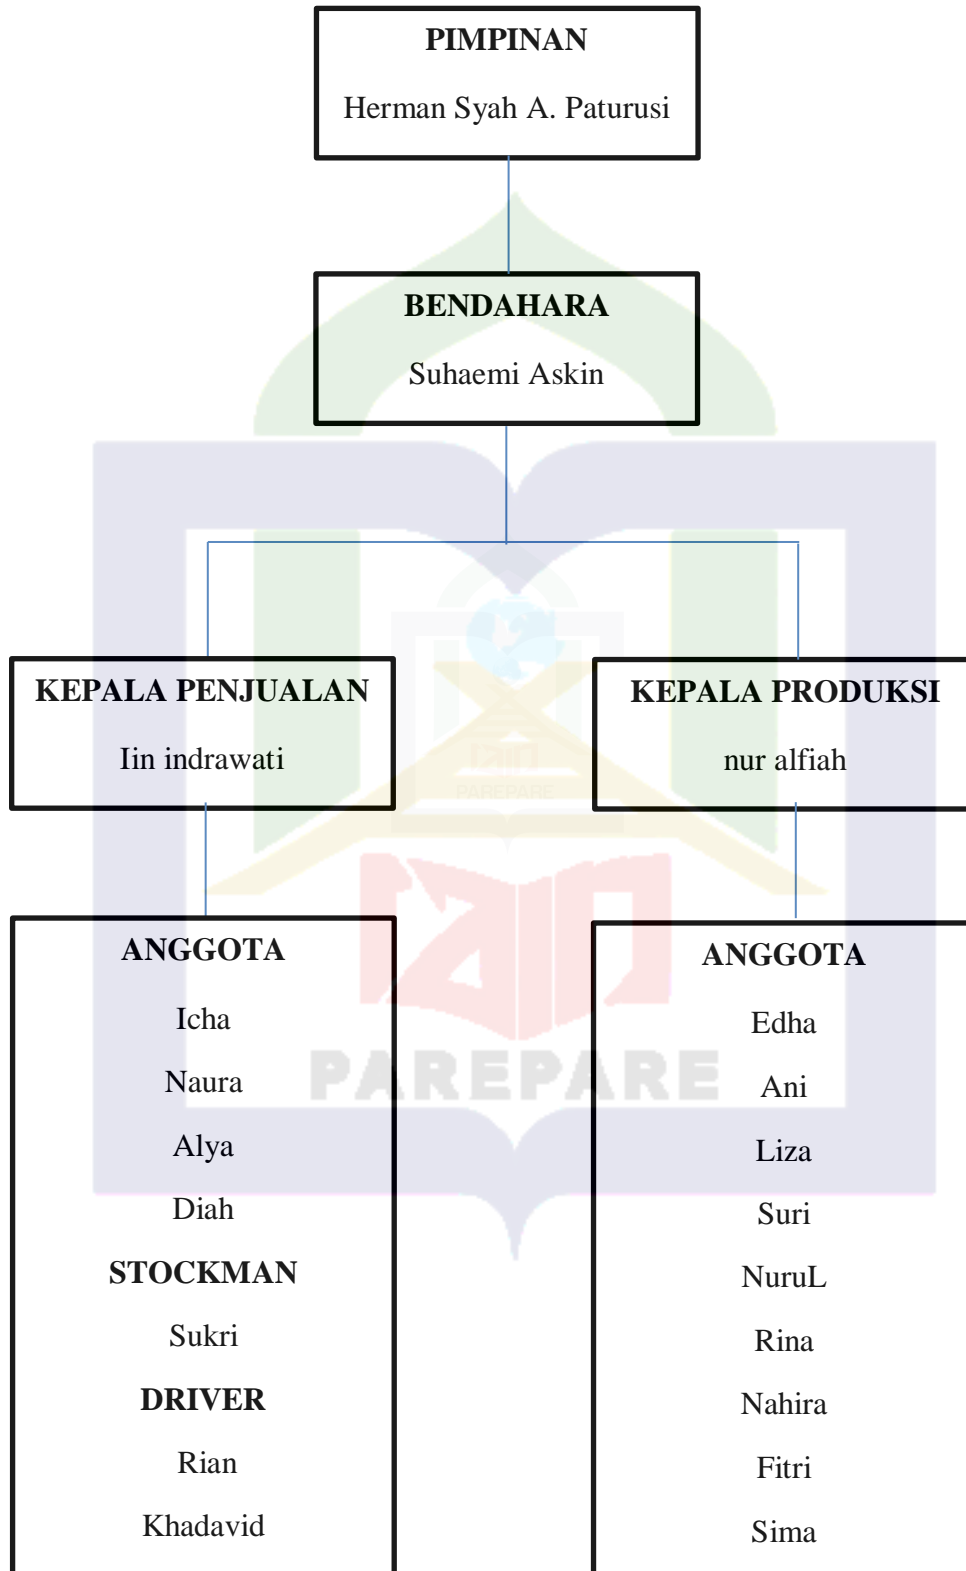 PIMPINAN
Herman Syah A. Paturusi
BENDAHARA
Suhaemi Askin
KEPALA PENJUALAN
Iin indrawati
KEPALA PRODUKSI
nur alfiah
PAREPARE
ANGGOTA
Icha
Naura
Alya
Diah
STOCKMAN
Sukri
DRIVER
Rian
Khadavid
PAREPARE
ANGGOTA
Edha
Ani
Liza
Suri
NuruL
Rina
Nahira
Fitri
Sima